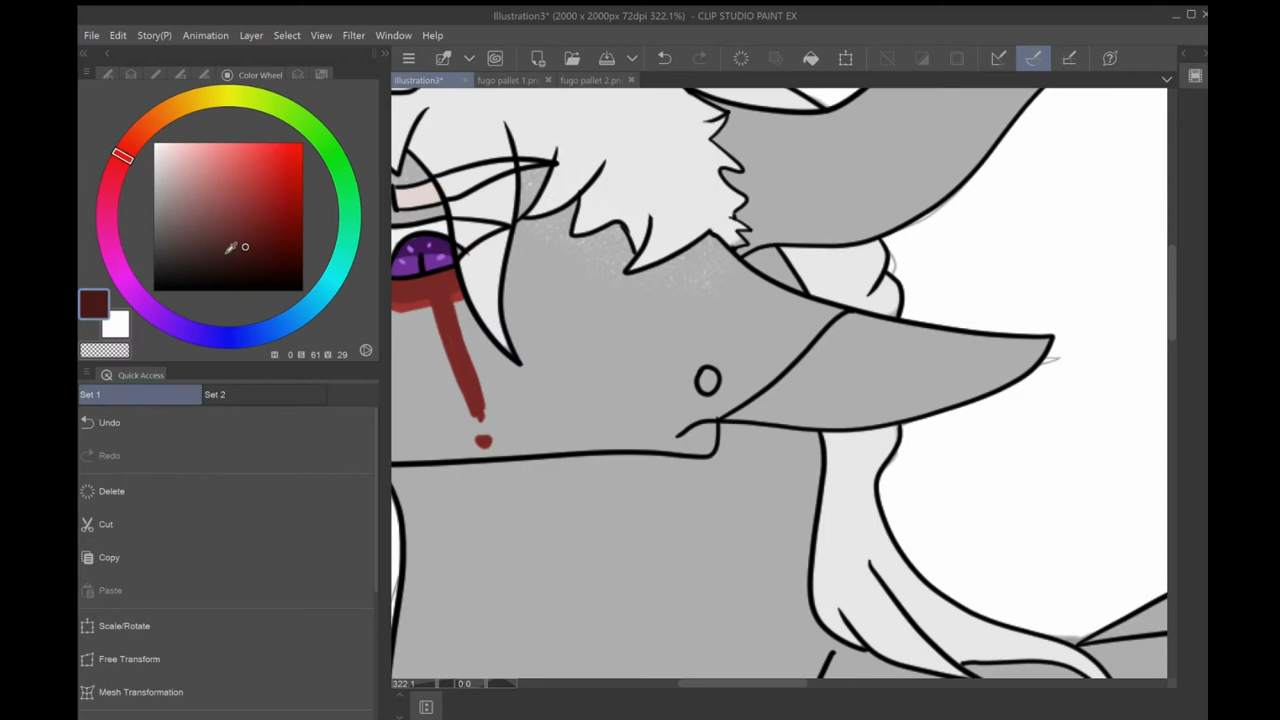 Illustration3* (2000 x 2000px 72dpi 322.1%) - CLIP STUDIO PAINT EX
File Edit Story(P) Animation Layer Select View Filter Window Help
Color Wheel
Illustration3* fugo pallet 1.pn fugo pallet 2.pn
H 0 S 61 V 29
Quick Access
Set 1 Set 2
Undo
Redo
Delete
Cut
Copy
Paste
Scale/Rotate
Free Transform
Mesh Transformation
322.1 0.0